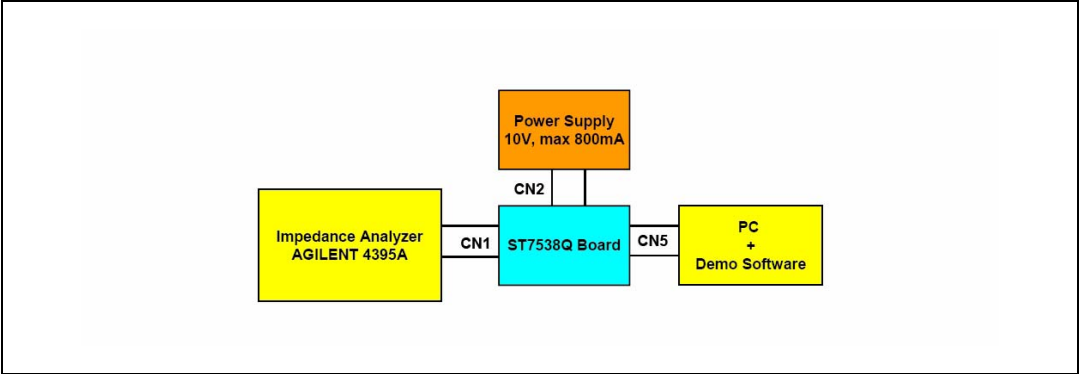 Power Supply
10V, max 800mA
CN2
Impedance Analyzer
AGILENT 4395A
CN1
ST7538Q Board
CN5
PC
+
Demo Software